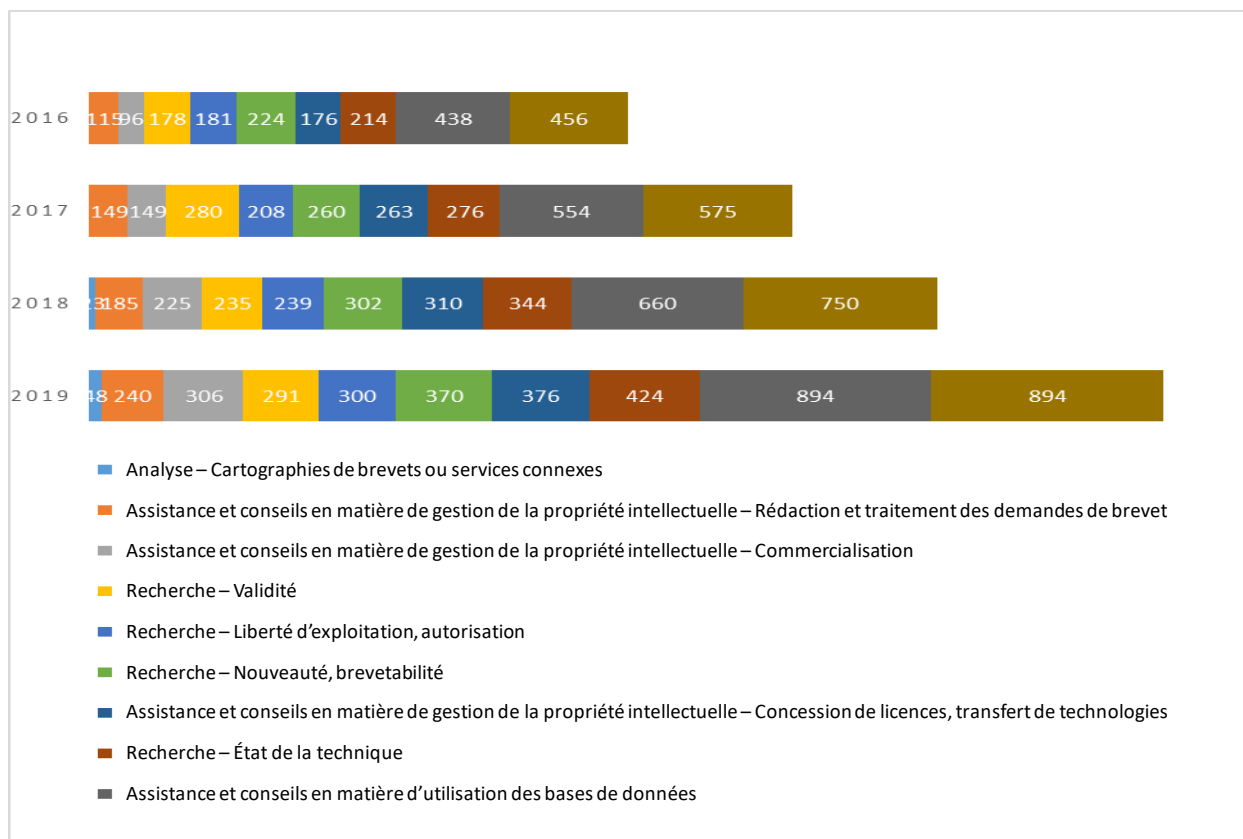 2016 115 96 178 181 224 176 214 438 456
2017 149 149 280 208 260 263 276 554 575
2018 23 185 225 235 239 302 310 344 660 750
2019 48 240 306 291 300 370 376 424 894 894
Analyse – Cartographies de brevets ou services connexes
Assistance et conseils en matière de gestion de la propriété intellectuelle – Rédaction et traitement des demandes de brevet
Assistance et conseils en matière de gestion de la propriété intellectuelle – Commercialisation
Recherche – Validité
Recherche – Liberté d’exploitation, autorisation
Recherche – Nouveauté, brevetabilité
Assistance et conseils en matière de gestion de la propriété intellectuelle – Concession de licences, transfert de technologies
Recherche – État de la technique
Assistance et conseils en matière d’utilisation des bases de données